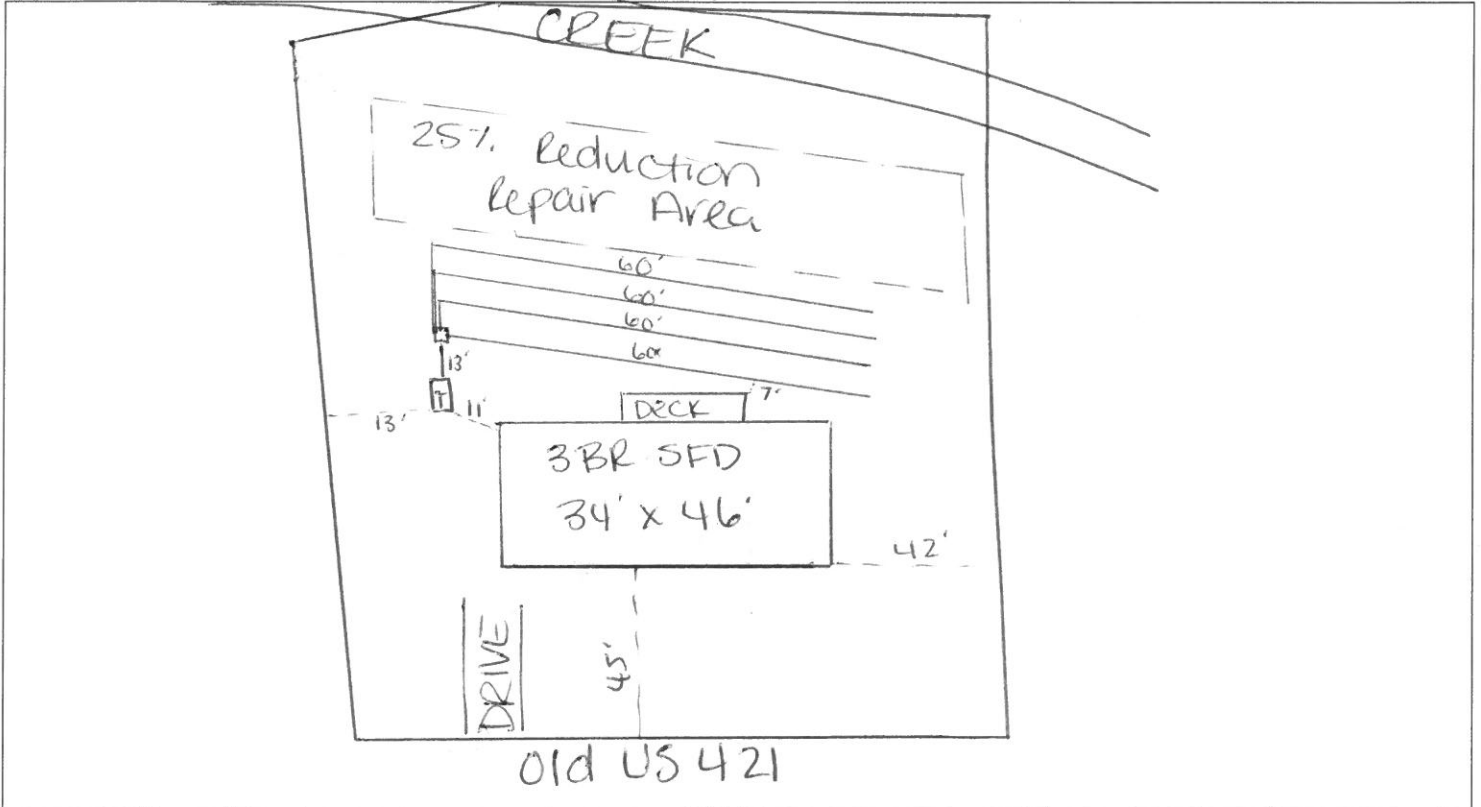 CREEK
25% Reduction
Repair Area
60'
60'
60'
60'
13'
T
13'
11'
7'
DECK
3BR SFD
34' x 46'
42'
45'
DRIVE
Old US 421